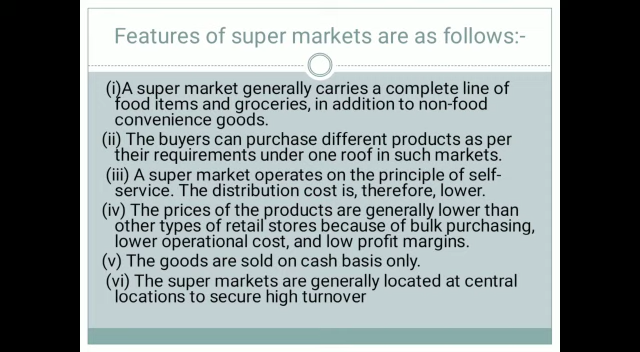 Features of super markets are as follows:-
(i)A super market generally carries a complete line of
food items and groceries, in addition to non-food
convenience goods.
(ii) The buyers can purchase different products as per
their requirements under one roof in such markets.
(iii) A super market operates on the principle of self-
service. The distribution cost is, therefore, lower.
(iv) The prices of the products are generally lower than
other types of retail stores because of bulk purchasing,
lower operational cost, and low profit margins.
(v) The goods are sold on cash basis only.
(vi) The super markets are generally located at central
locations to secure high turnover